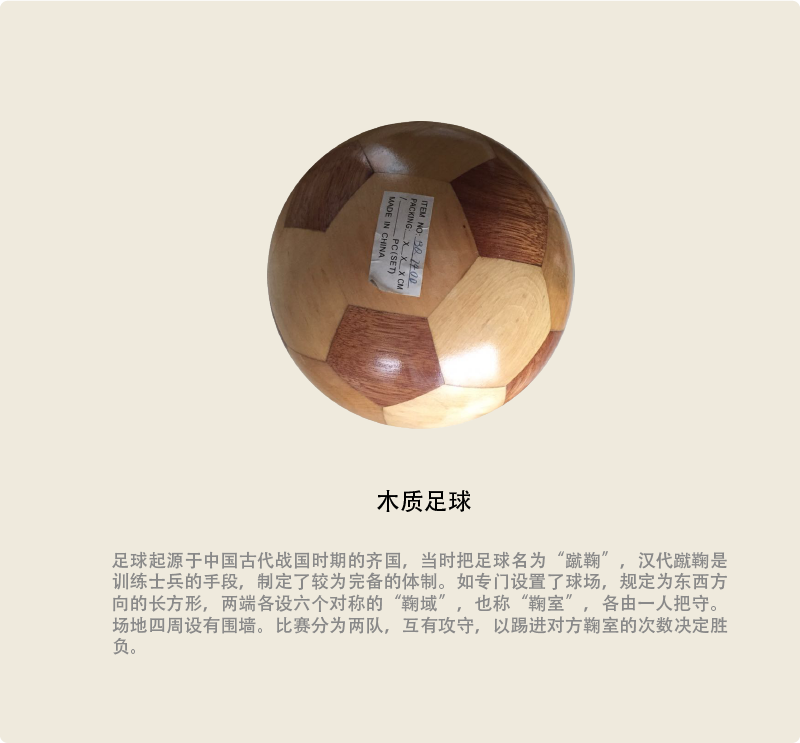 ITEM NO.
PACKING: X X X CM
/ PC(SET)
MADE IN CHINA
木质足球
足球起源于中国古代战国时期的齐国，当时把足球名为“蹴鞠”，汉代蹴鞠是
训练士兵的手段，制定了较为完备的体制。如专门设置了球场，规定为东西方
向的长方形，两端各设六个对称的“鞠域”，也称“鞠室”，各由一人把守。
场地四周设有围墙。比赛分为两队，互有攻守，以踢进对方鞠室的次数决定胜
负。